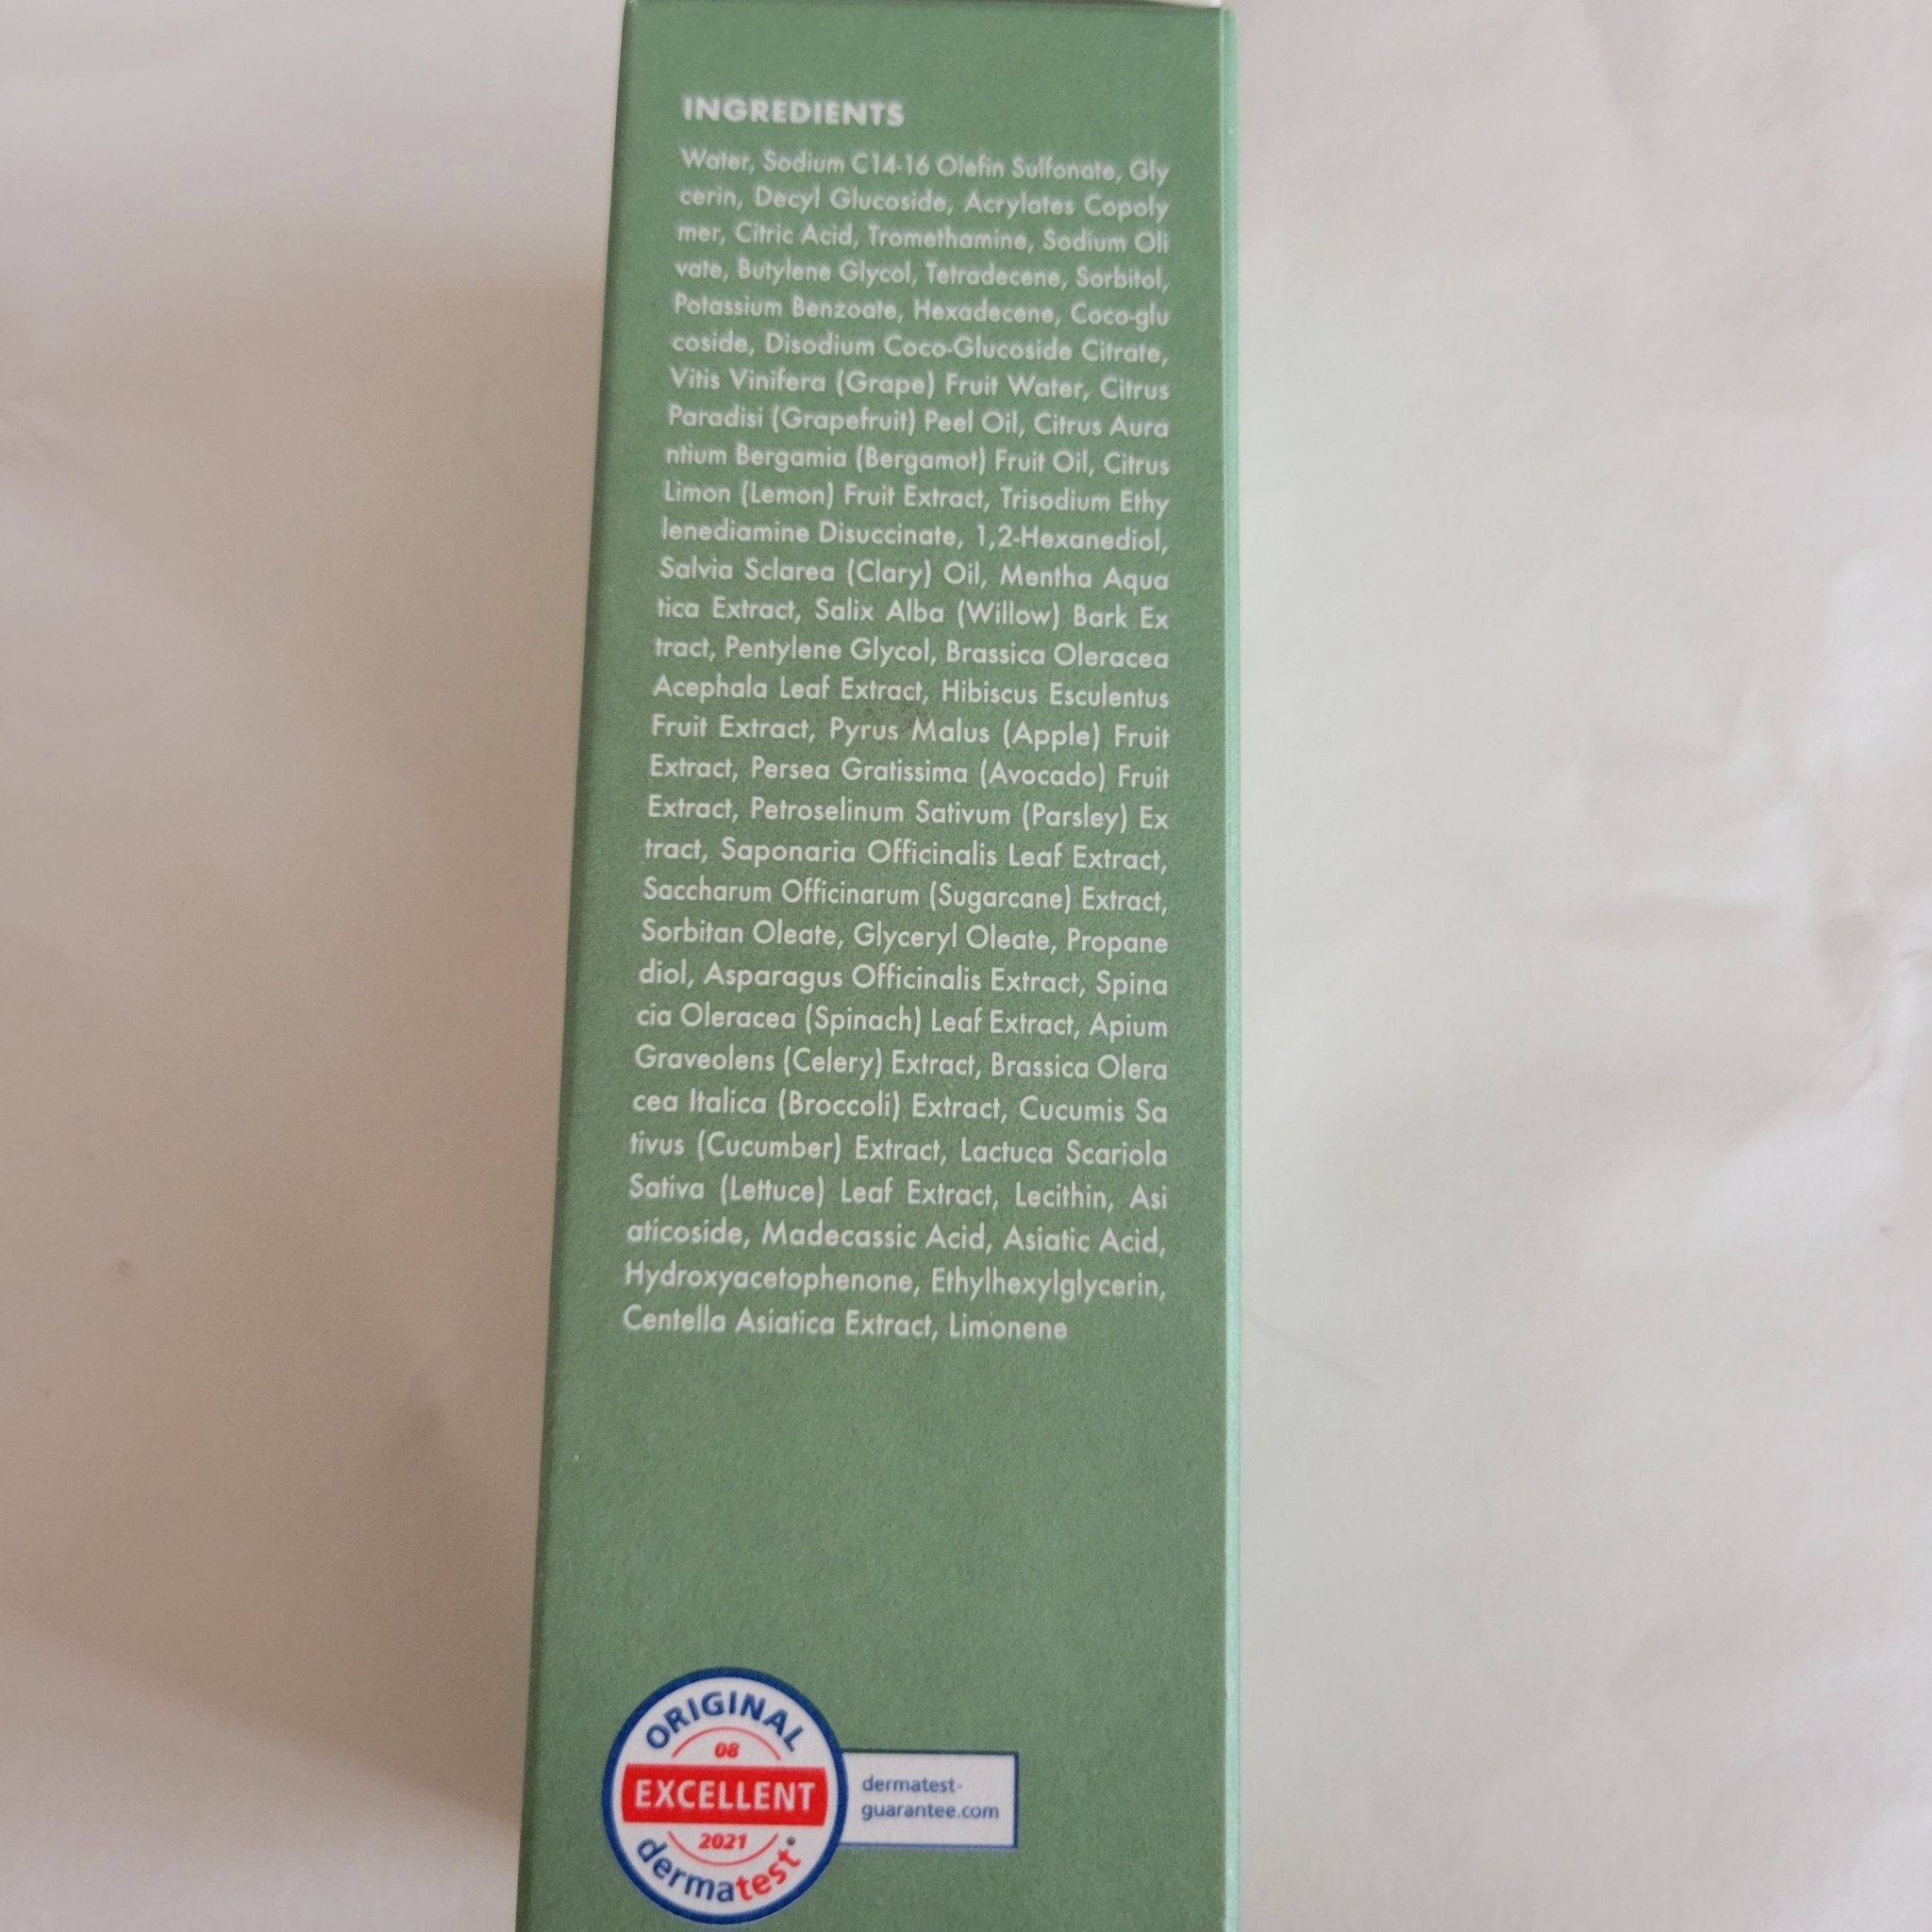 INGREDIENTS
Water, Sodium C14-16 Olefin Sulfonate, Gly
cerin, Decyl Glucoside, Acrylates Copoly
mer, Citric Acid, Tromethamine, Sodium Oli
vate, Butylene Glycol, Tetradecene, Sorbitol,
Potassium Benzoate, Hexadecene, Coco-glu
coside, Disodium Coco-Glucoside Citrate,
Vitis Vinifera (Grape) Fruit Water, Citrus
Paradisi (Grapefruit) Peel Oil, Citrus Aura
ntium Bergamia (Bergamot) Fruit Oil, Citrus
Limon (Lemon) Fruit Extract, Trisodium Ethy
lenediamine Disuccinate, 1,2-Hexanediol,
Salvia Sclarea (Clary) Oil, Mentha Aqua
tica Extract, Salix Alba (Willow) Bark Ex
tract, Pentylene Glycol, Brassica Oleracea
Acephala Leaf Extract, Hibiscus Esculentus
Fruit Extract, Pyrus Malus (Apple) Fruit
Extract, Persea Gratissima (Avocado) Fruit
Extract, Petroselinum Sativum (Parsley) Ex
tract, Saponaria Officinalis Leaf Extract,
Saccharum Officinarum (Sugarcane) Extract,
Sorbitan Oleate, Glyceryl Oleate, Propane
diol, Asparagus Officinalis Extract, Spina
cia Oleracea (Spinach) Leaf Extract, Apium
Graveolens (Celery) Extract, Brassica Olera
cea Italica (Broccoli) Extract, Cucumis Sa
tivus (Cucumber) Extract, Lactuca Scariola
Sativa (Lettuce) Leaf Extract, Lecithin, Asi
aticoside, Madecassic Acid, Asiatic Acid,
Hydroxyacetophenone, Ethylhexylglycerin,
Centella Asiatica Extract, Limonene
ORIGINAL
08
EXCELLENT
2021
dermatest
dermatest-
guarantee.com